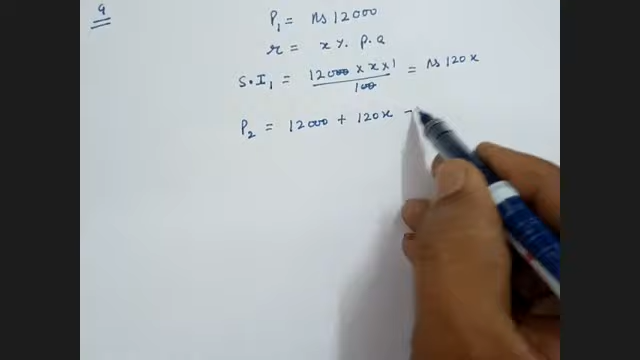 9
P₁ = Rs 12000
r = x % p.a
S.I₁ = 12000 × x × 1 / 100 = Rs 120x
P₂ = 12000 + 120x -